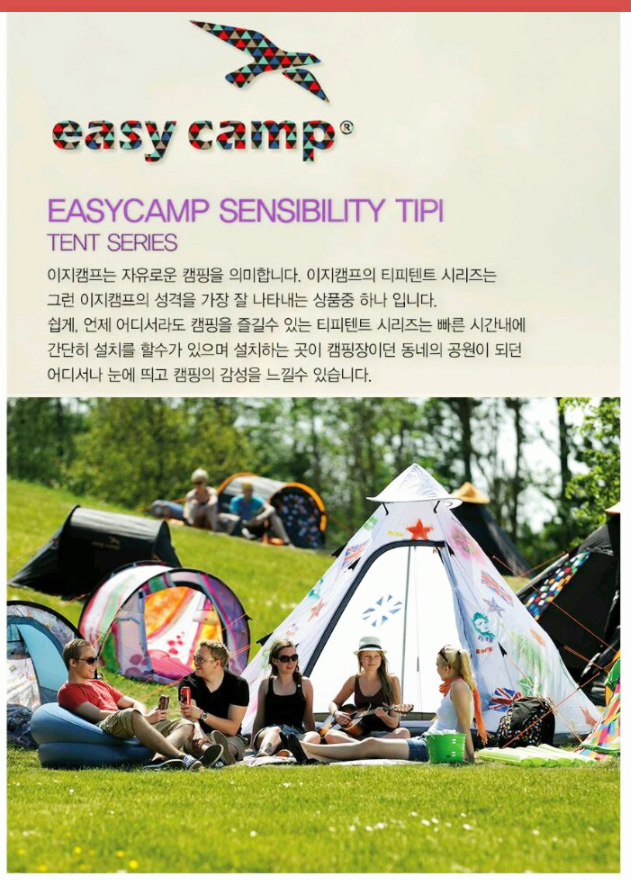 easy camp®
EASYCAMP SENSIBILITY TIPI
TENT SERIES
이지캠프는 자유로운 캠핑을 의미합니다. 이지캠프의 티피텐트 시리즈는
그런 이지캠프의 성격을 가장 잘 나타내는 상품중 하나 입니다.
쉽게, 언제 어디서라도 캠핑을 즐길수 있는 티피텐트 시리즈는 빠른 시간내에
간단히 설치를 할수가 있으며 설치하는 곳이 캠핑장이던 동네의 공원이 되던
어디서나 눈에 띄고 캠핑의 감성을 느낄수 있습니다.
easy camp